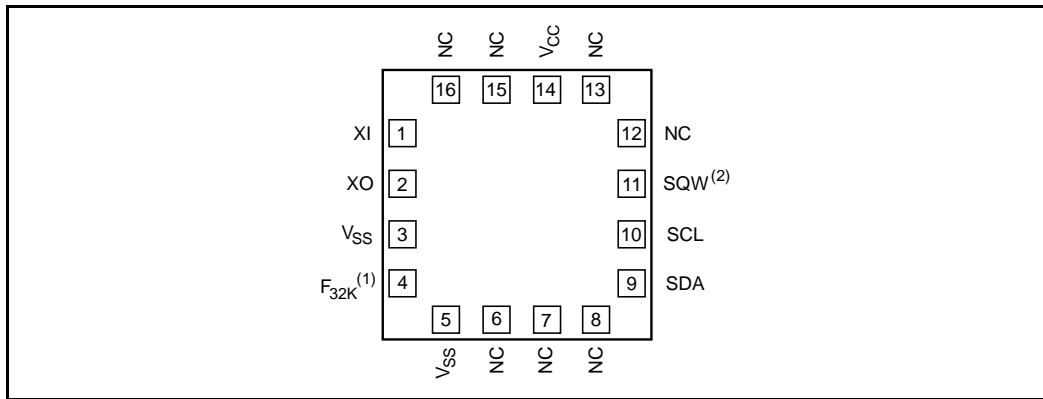 NC NC VCC NC
16 15 14 13
XI 1 12 NC
XO 2 11 SQW(2)
VSS 3 10 SCL
F32K(1) 4 9 SDA
5 6 7 8
VSS NC NC NC